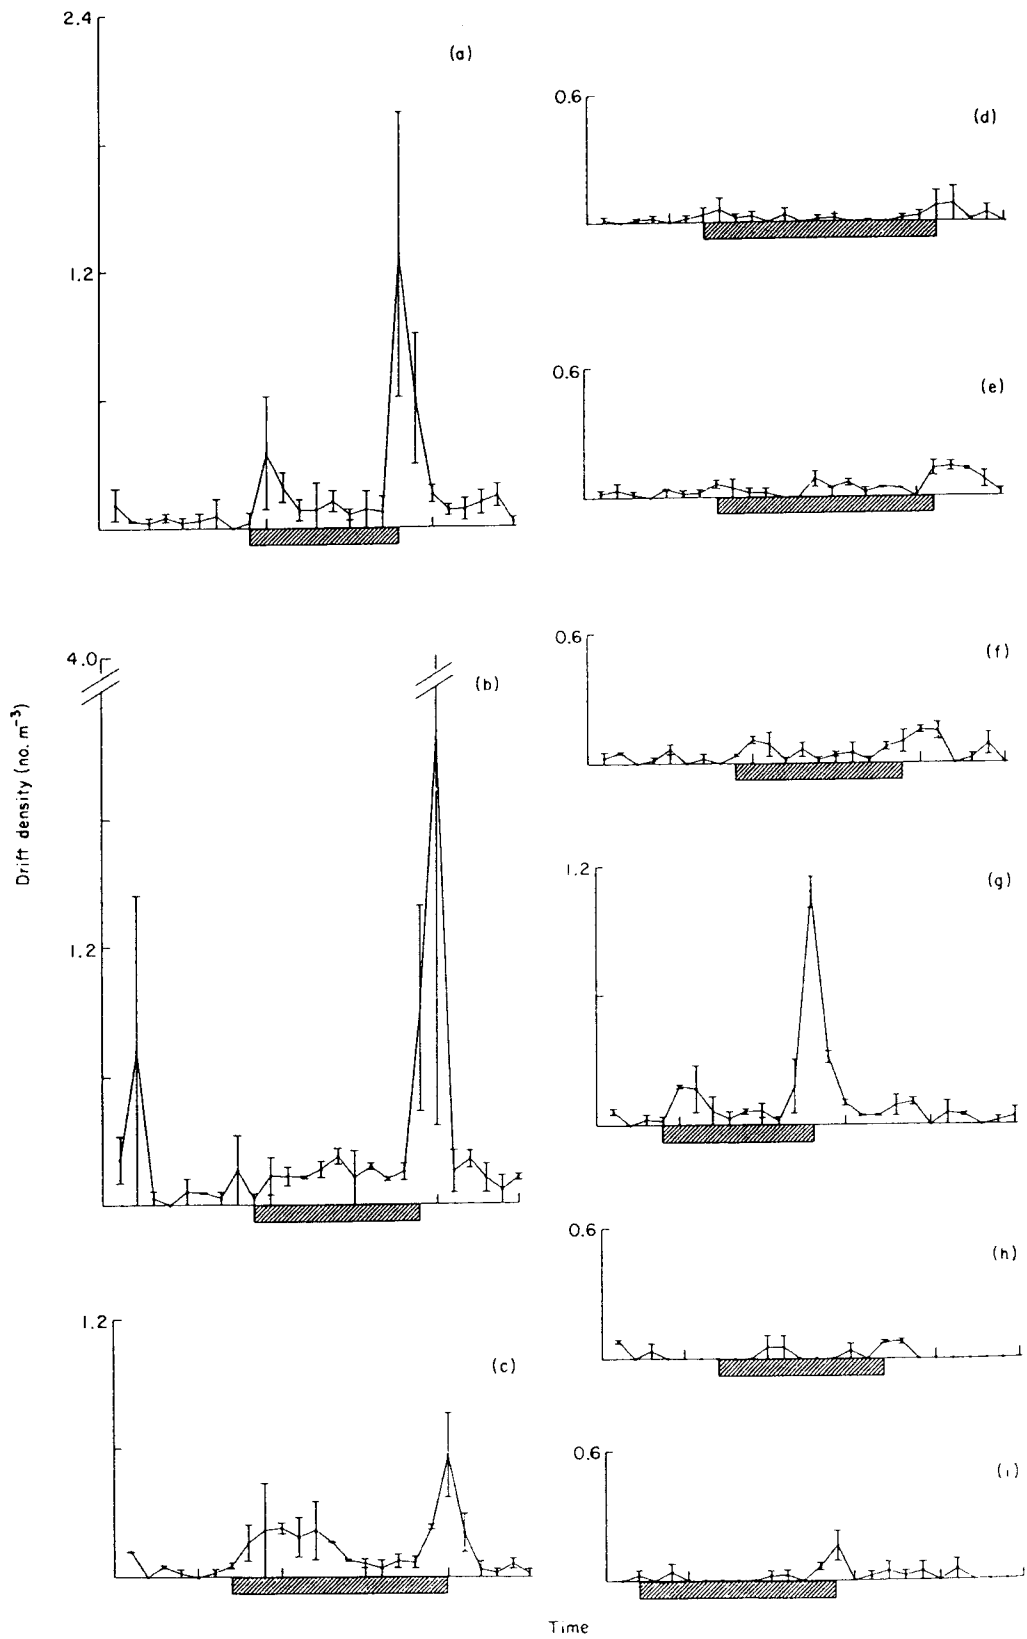 2.4
(a)
1.2
0.6
(d)
0.6
(e)
4.0
(b)
1.2
Drift density (no. m⁻³)
0.6
(f)
1.2
(g)
1.2
(c)
0.6
(h)
0.6
(i)
Time